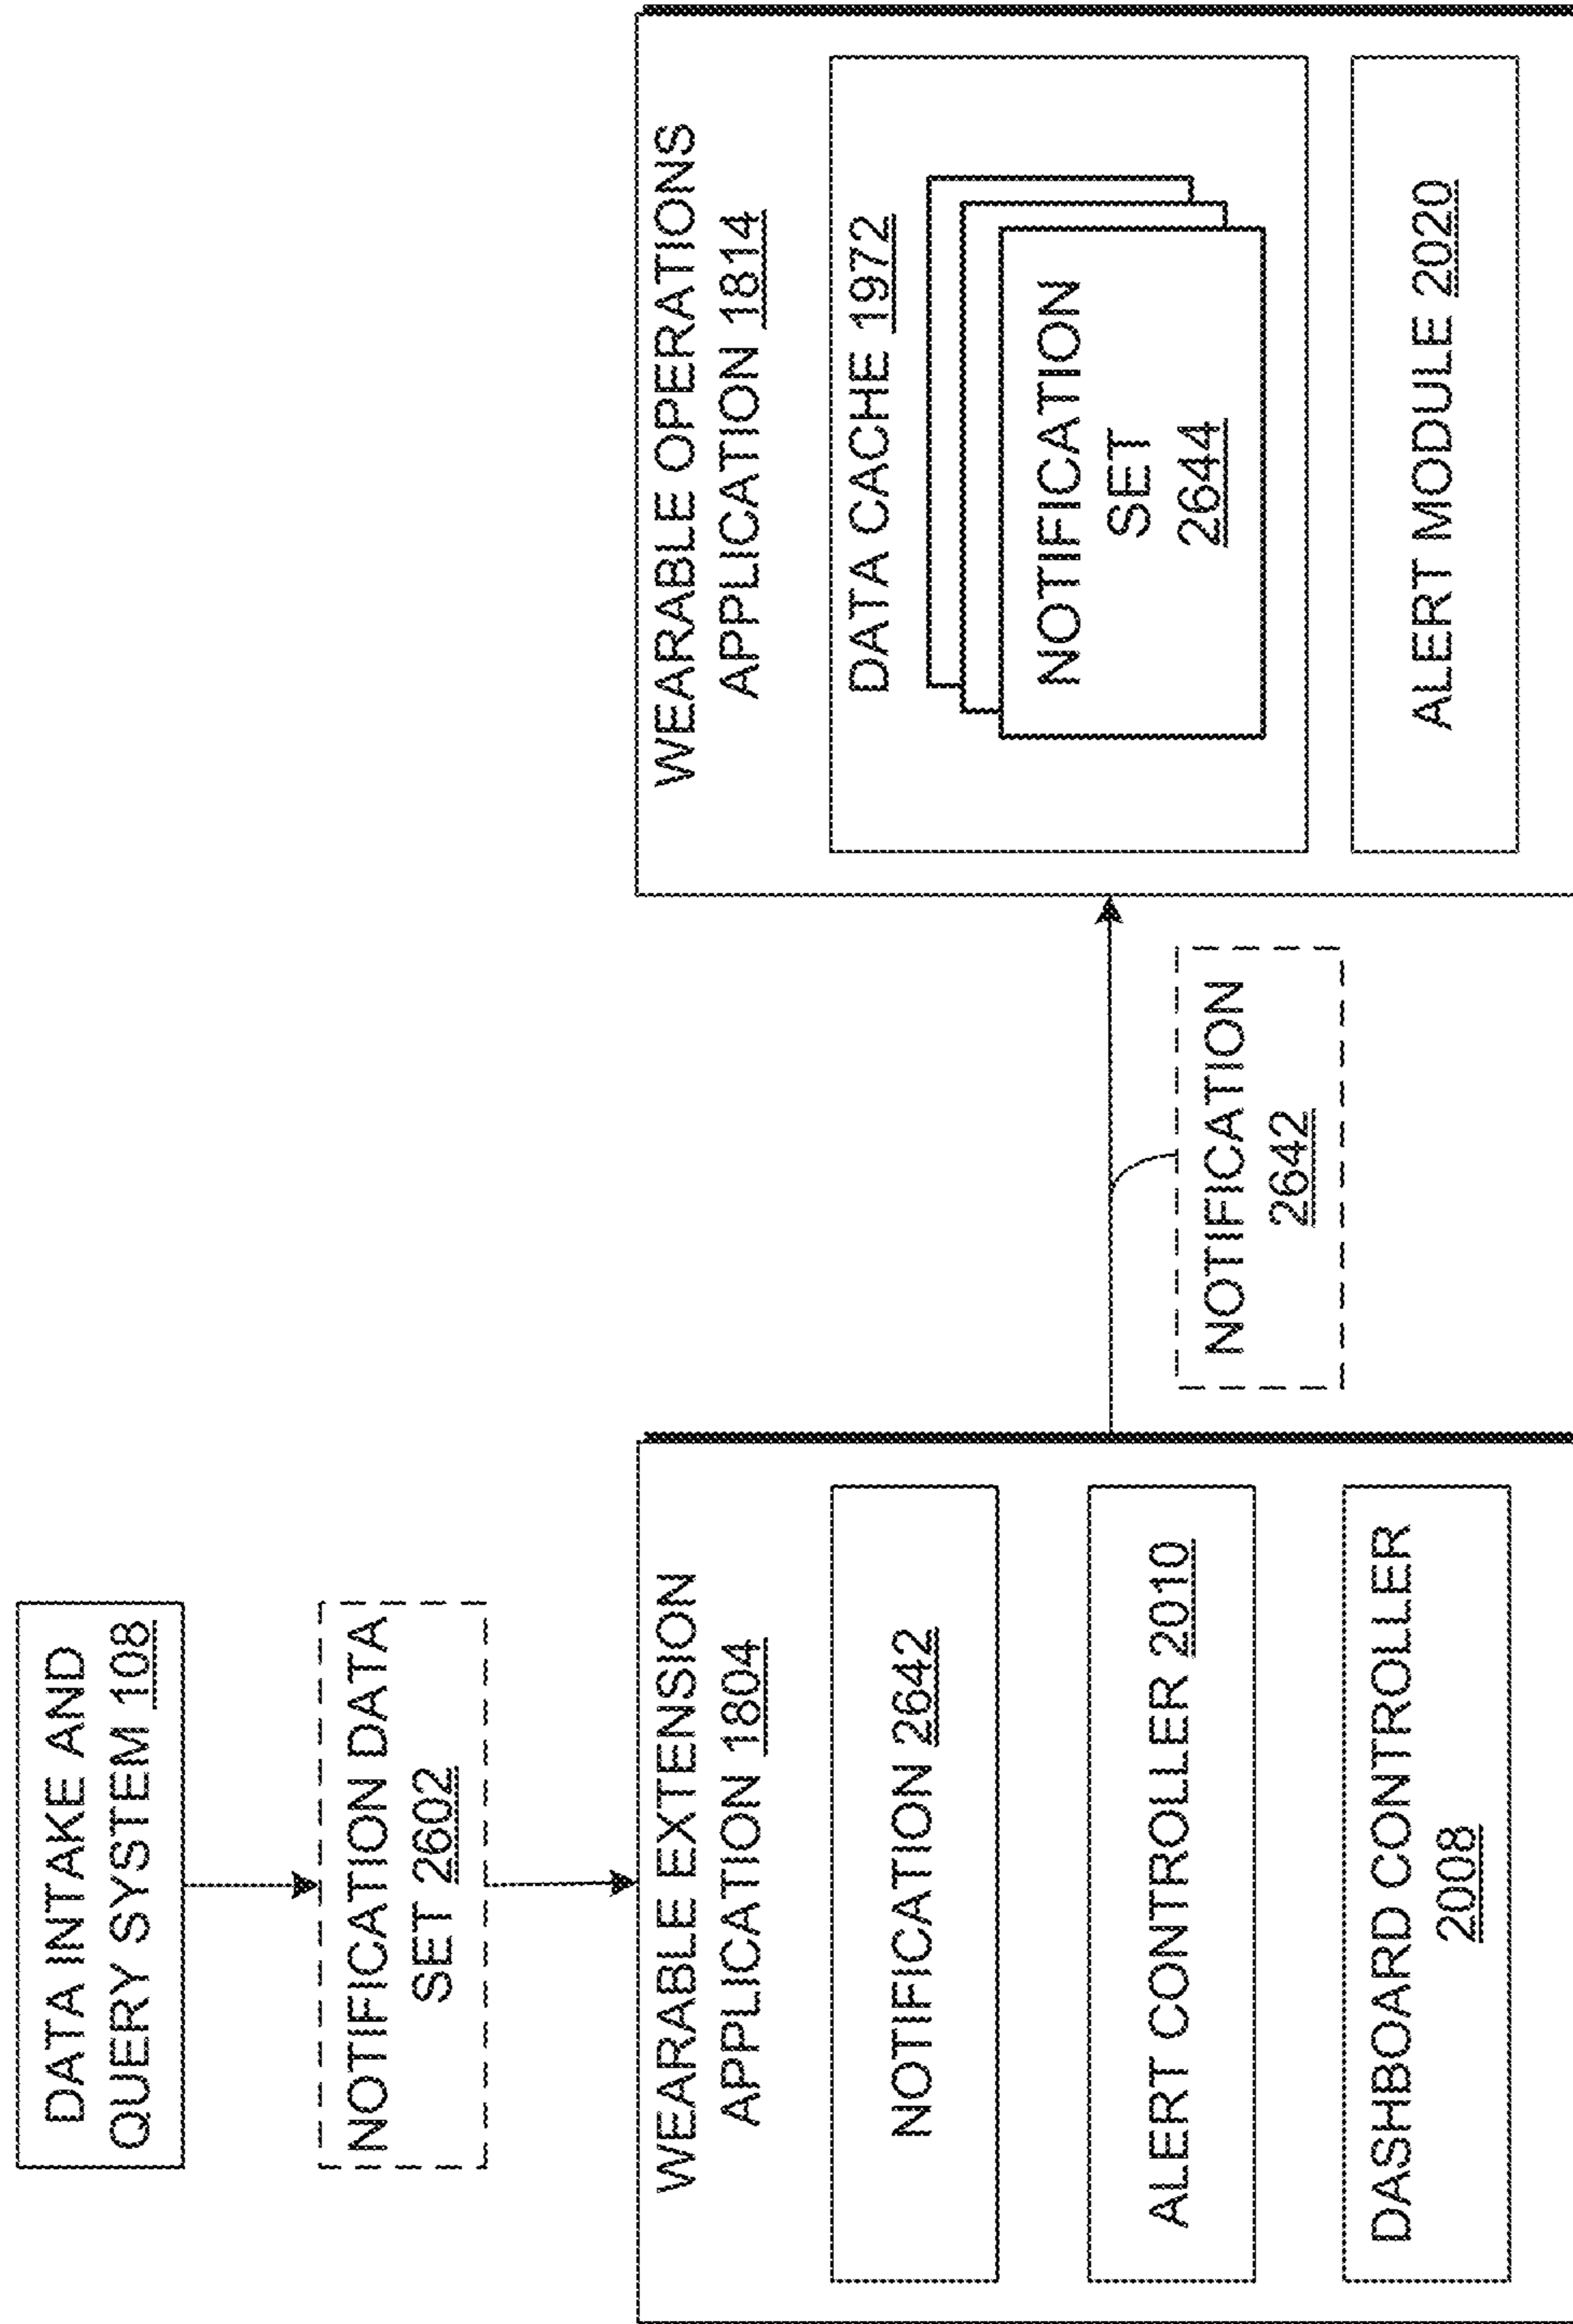 DATA INTAKE AND
QUERY SYSTEM 108
NOTIFICATION DATA
SET 2602
WEARABLE EXTENSION
APPLICATION 1804
NOTIFICATION 2642
ALERT CONTROLLER 2010
DASHBOARD CONTROLLER
2008
NOTIFICATION
2642
WEARABLE OPERATIONS
APPLICATION 1814
DATA CACHE 1972
NOTIFICATION
SET
2644
ALERT MODULE 2020